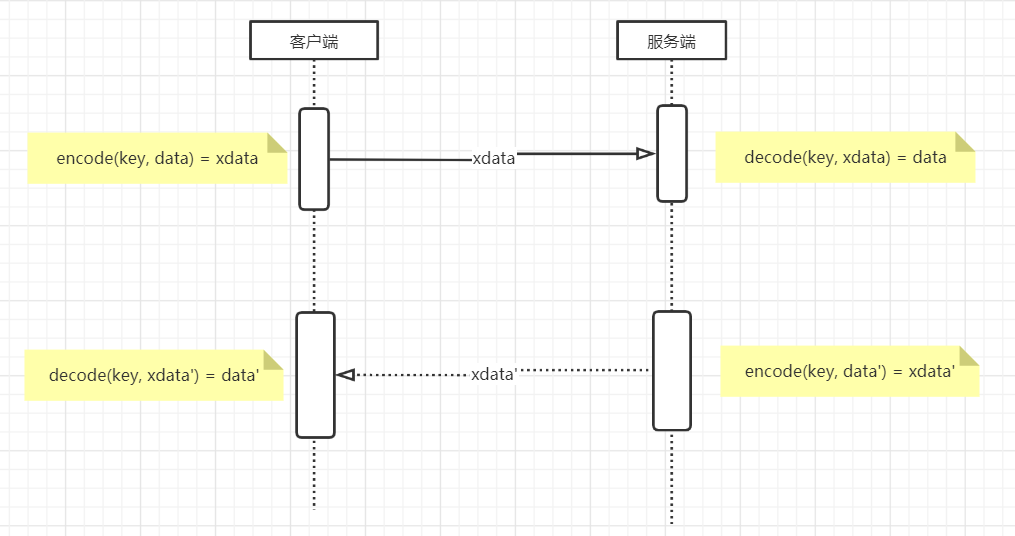 客户端
服务端
encode(key, data) = xdata
xdata
decode(key, xdata) = data
decode(key, xdata') = data'
xdata'
encode(key, data') = xdata'